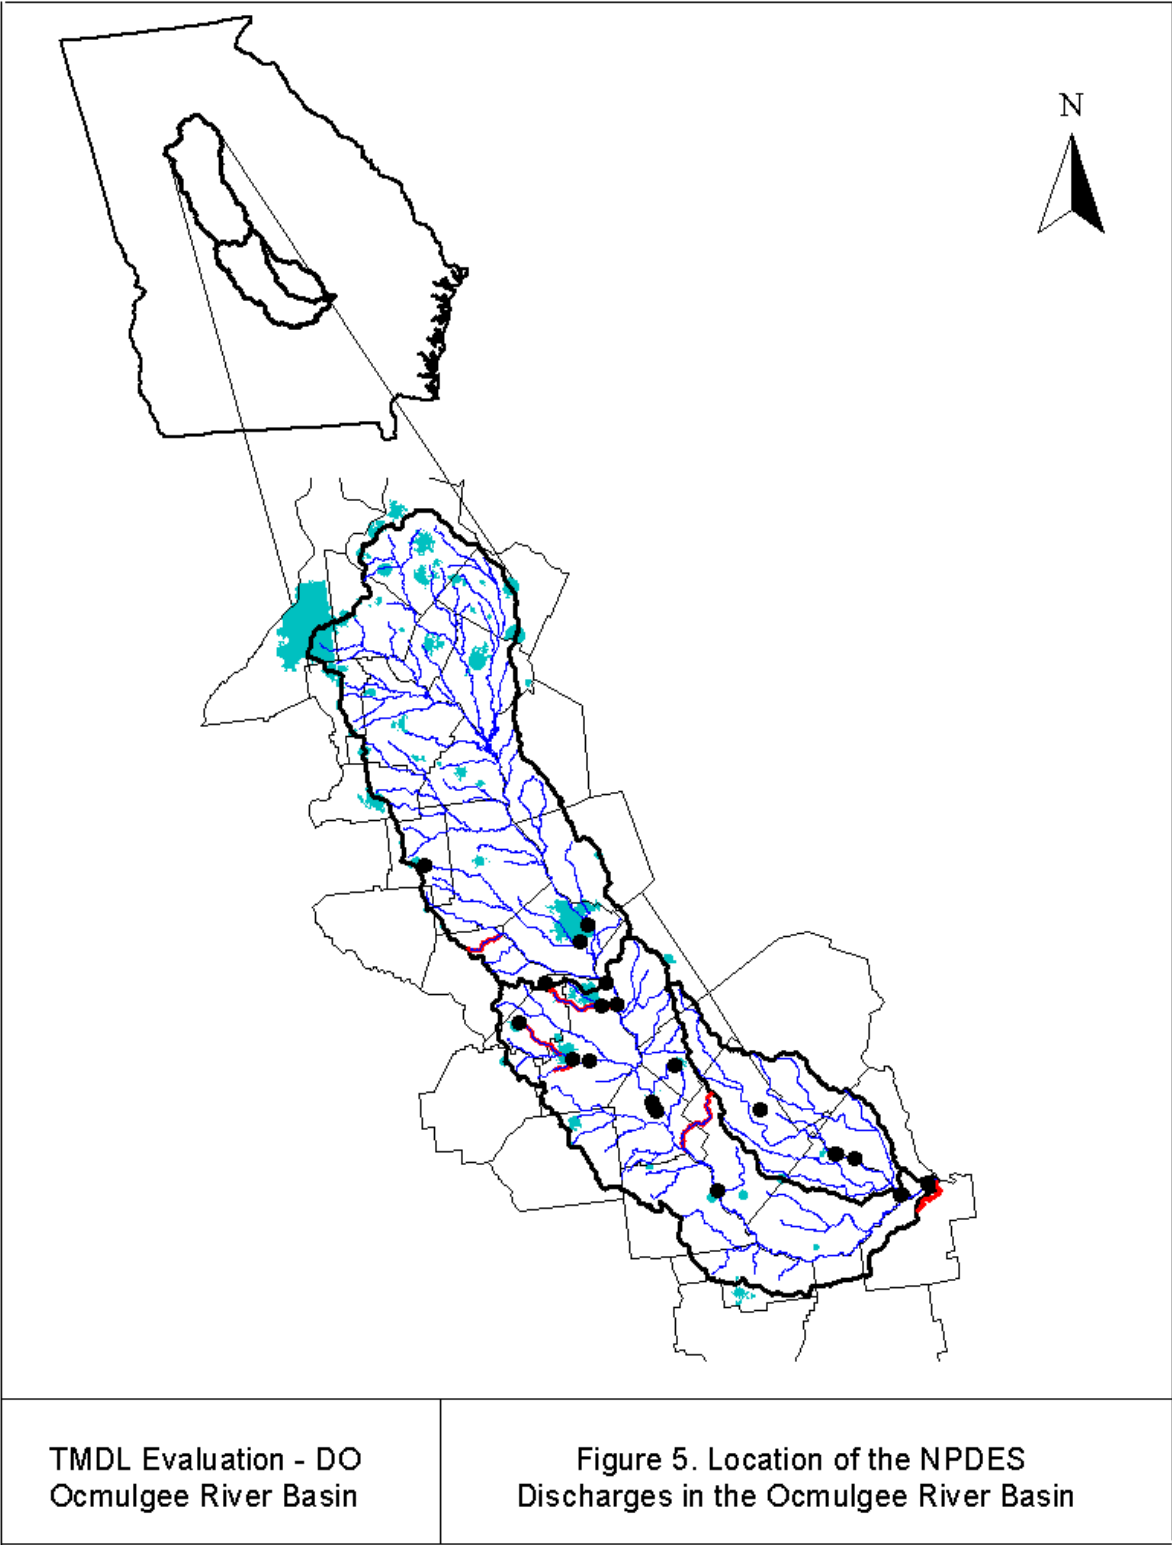 N
TMDL Evaluation - DO
Ocmulgee River Basin
Figure 5. Location of the NPDES
Discharges in the Ocmulgee River Basin